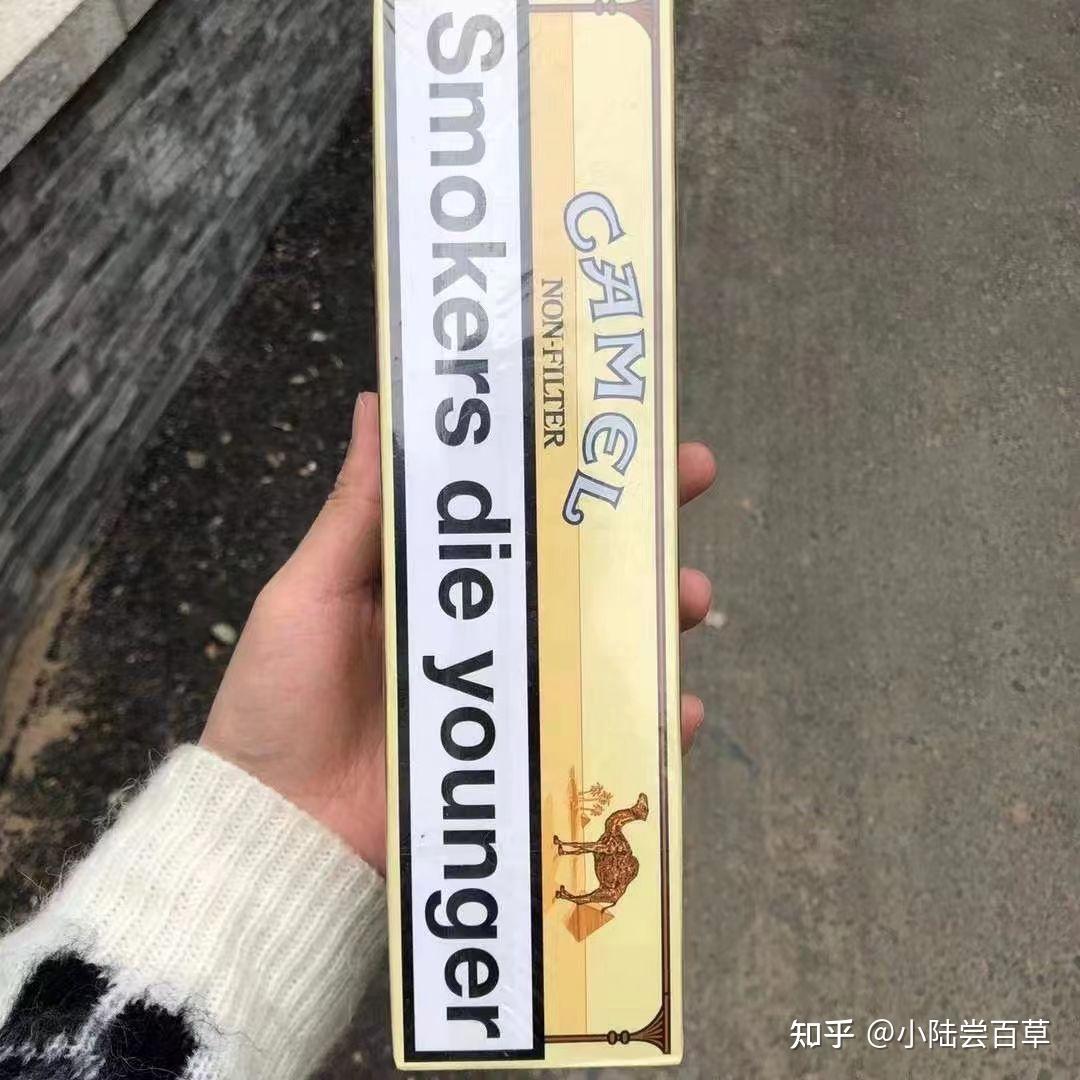 Smokers die younger
CAMEL
NON-FILTER
知乎 @小陆尝百草